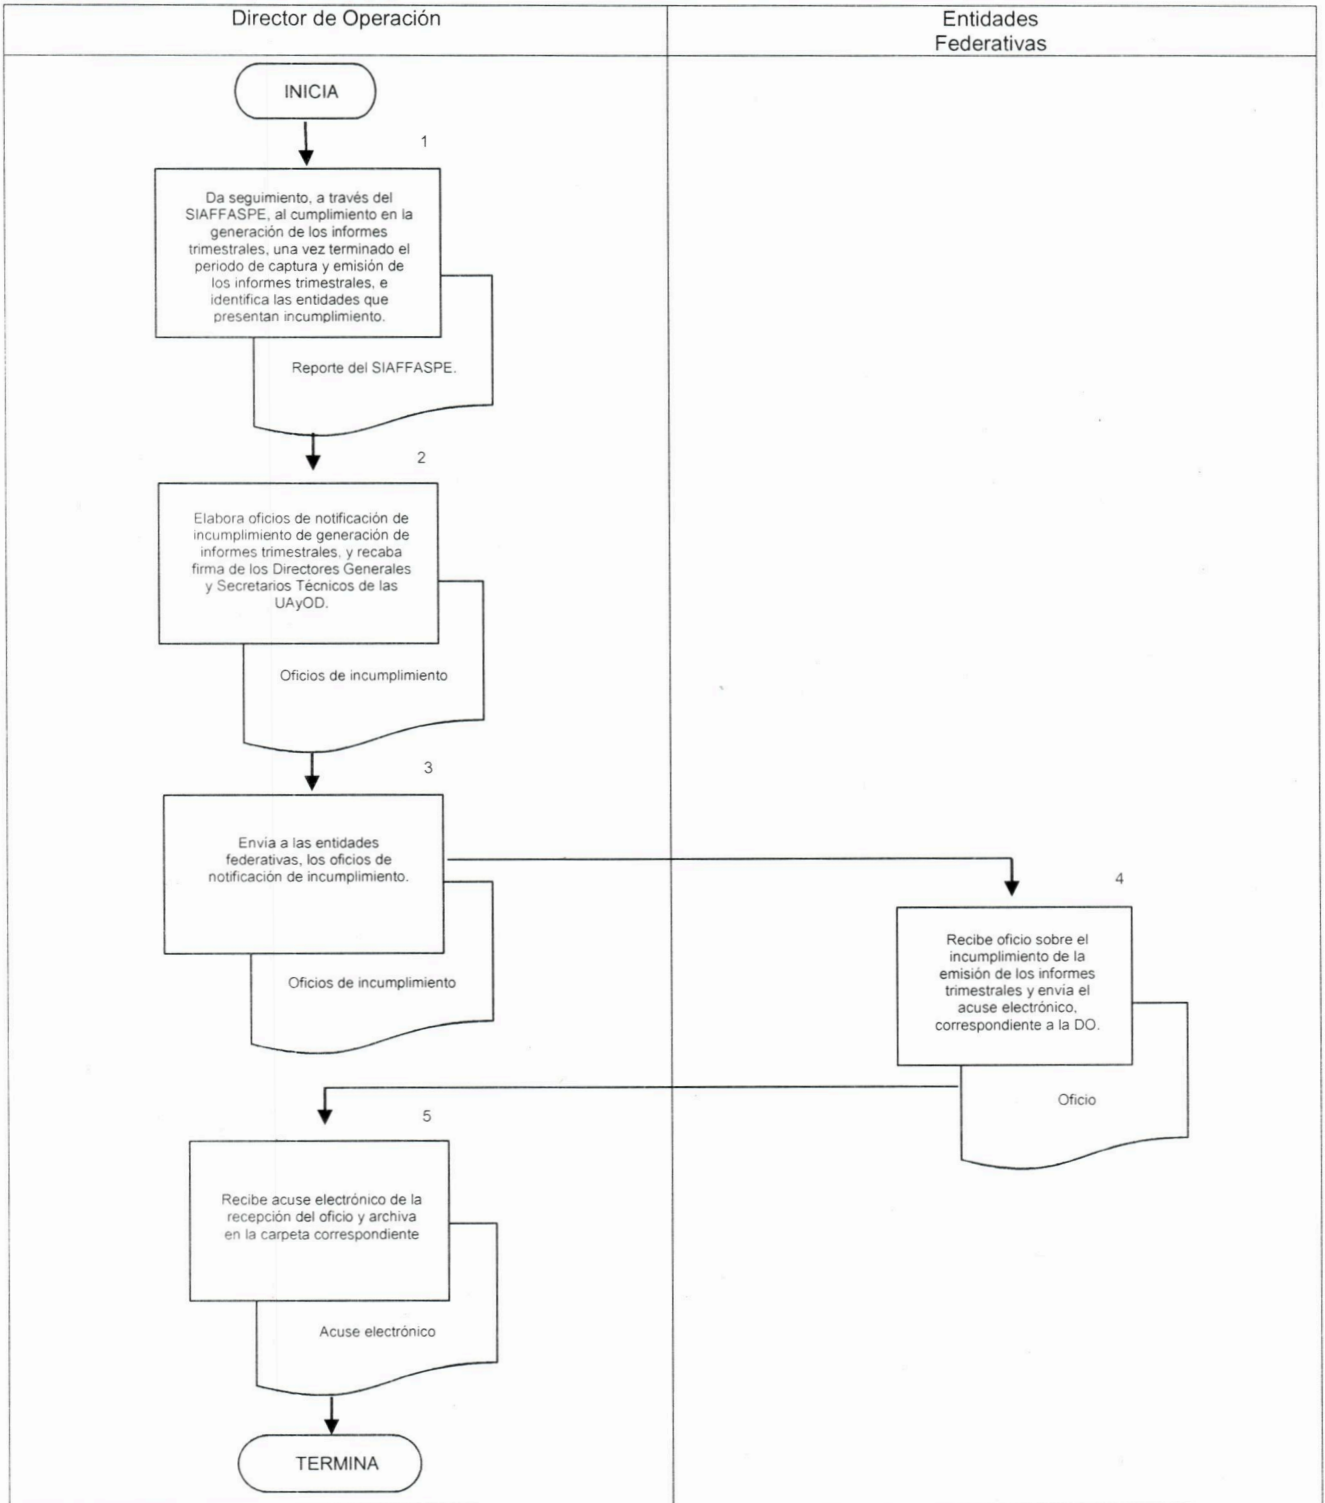 Director de Operación
Entidades
Federativas
INICIA
1
Da seguimiento, a través del
SIAFFASPE, al cumplimiento en la
generación de los informes
trimestrales, una vez terminado el
periodo de captura y emisión de
los informes trimestrales, e
identifica las entidades que
presentan incumplimiento.
Reporte del SIAFFASPE.
2
Elabora oficios de notificación de
incumplimiento de generación de
informes trimestrales, y recaba
firma de los Directores Generales
y Secretarios Técnicos de las
UAyOD.
Oficios de incumplimiento
3
Envía a las entidades
federativas, los oficios de
notificación de incumplimiento.
Oficios de incumplimiento
4
Recibe oficio sobre el
incumplimiento de la
emisión de los informes
trimestrales y envía el
acuse electrónico,
correspondiente a la DO.
Oficio
5
Recibe acuse electrónico de la
recepción del oficio y archiva
en la carpeta correspondiente
Acuse electrónico
TERMINA